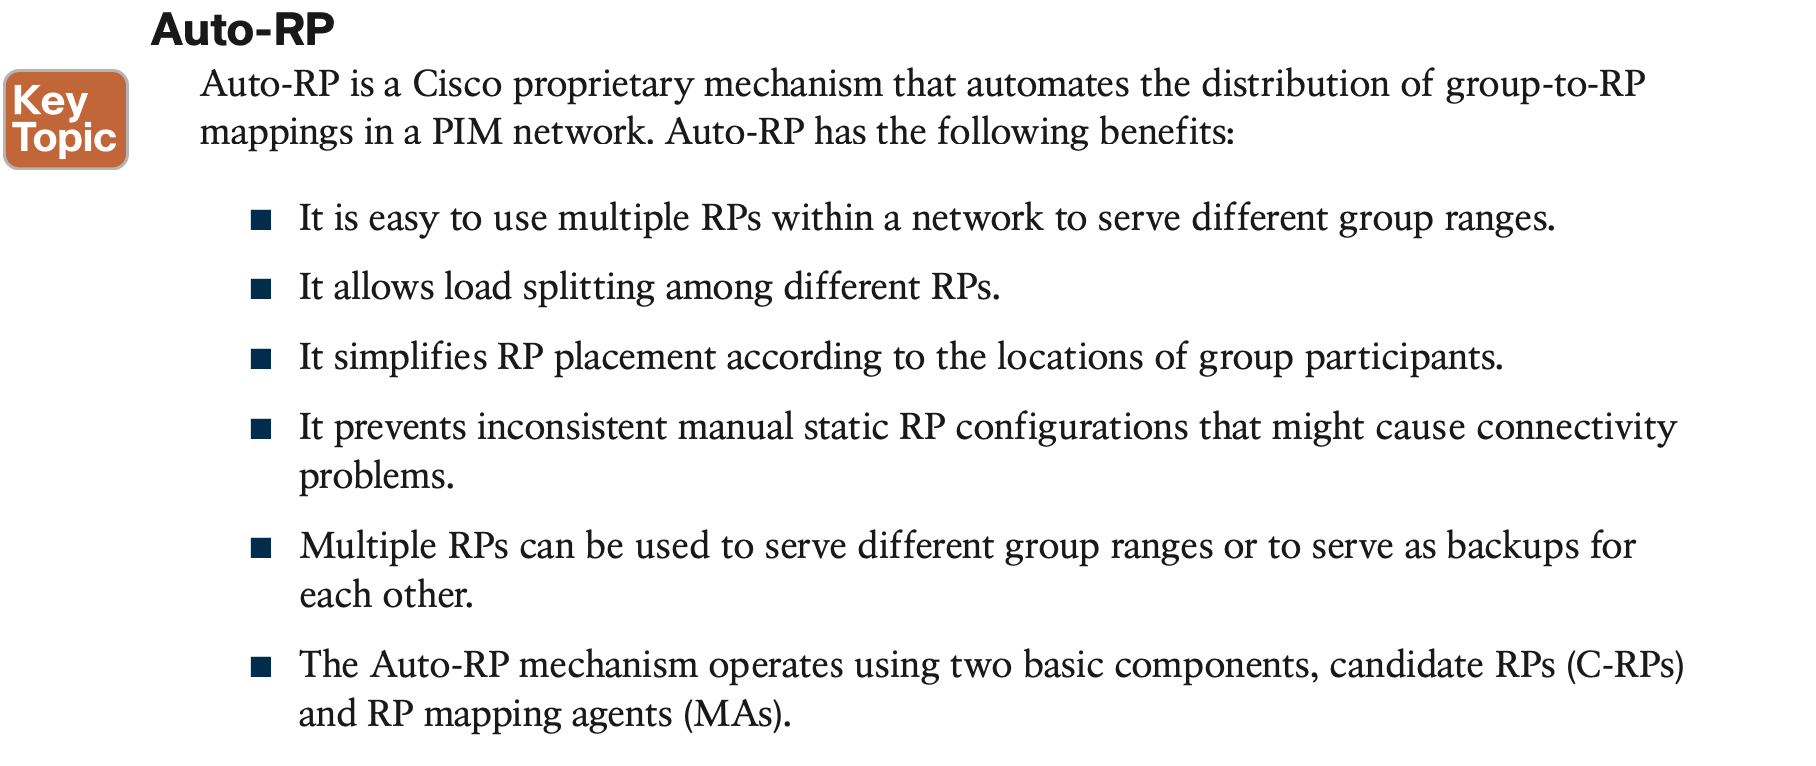 Auto-RP
Key
Topic
Auto-RP is a Cisco proprietary mechanism that automates the distribution of group-to-RP
mappings in a PIM network. Auto-RP has the following benefits:
■ It is easy to use multiple RPs within a network to serve different group ranges.
■ It allows load splitting among different RPs.
■ It simplifies RP placement according to the locations of group participants.
■ It prevents inconsistent manual static RP configurations that might cause connectivity
problems.
■ Multiple RPs can be used to serve different group ranges or to serve as backups for
each other.
■ The Auto-RP mechanism operates using two basic components, candidate RPs (C-RPs)
and RP mapping agents (MAs).